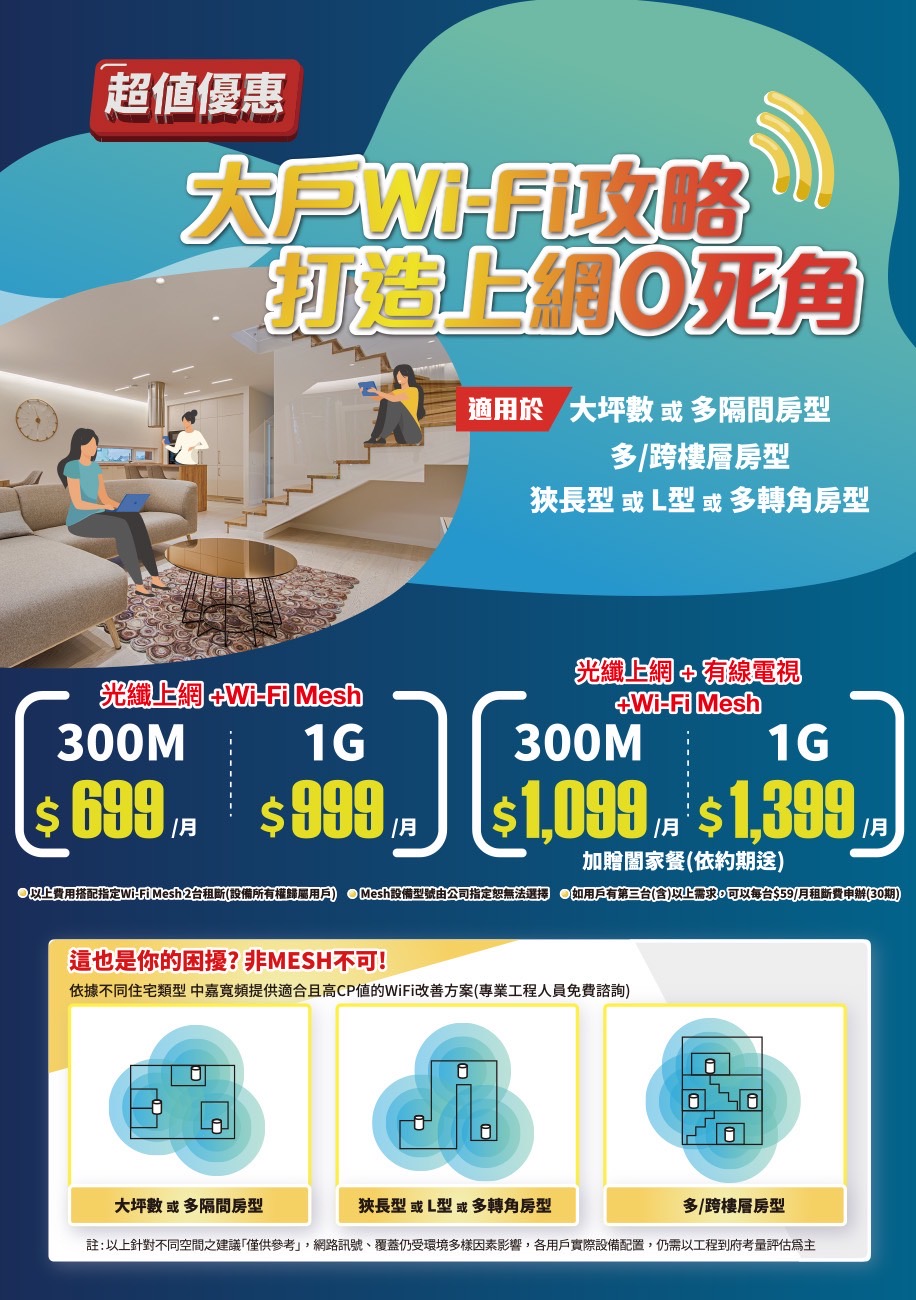 超值優惠
大戶Wi-Fi攻略
打造上網0死角
適用於 大坪數 或 多隔間房型
多/跨樓層房型
狹長型 或 L型 或 多轉角房型
光纖上網 +Wi-Fi Mesh
300M
$699/月
1G
$999/月
光纖上網 + 有線電視
+Wi-Fi Mesh
300M
$1,099/月
1G
$1,399/月
加贈闔家餐(依約期送)
以上費用搭配指定Wi-Fi Mesh 2台租斷(設備所有權歸屬用戶) Mesh設備型號由公司指定恕無法選擇 如用戶有第三台(含)以上需求,可以每台$59/月租斷費申辦(30期)
這也是你的困擾? 非MESH不可!
依據不同住宅類型 中嘉寬頻提供適合且高CP值的WiFi改善方案(專業工程人員免費諮詢)
大坪數 或 多隔間房型
狹長型 或 L型 或 多轉角房型
多/跨樓層房型
註:以上針對不同空間之建議「僅供參考」,網路訊號、覆蓋仍受環境多樣因素影響,各用戶實際設備配置,仍需以工程到府考量評估為主